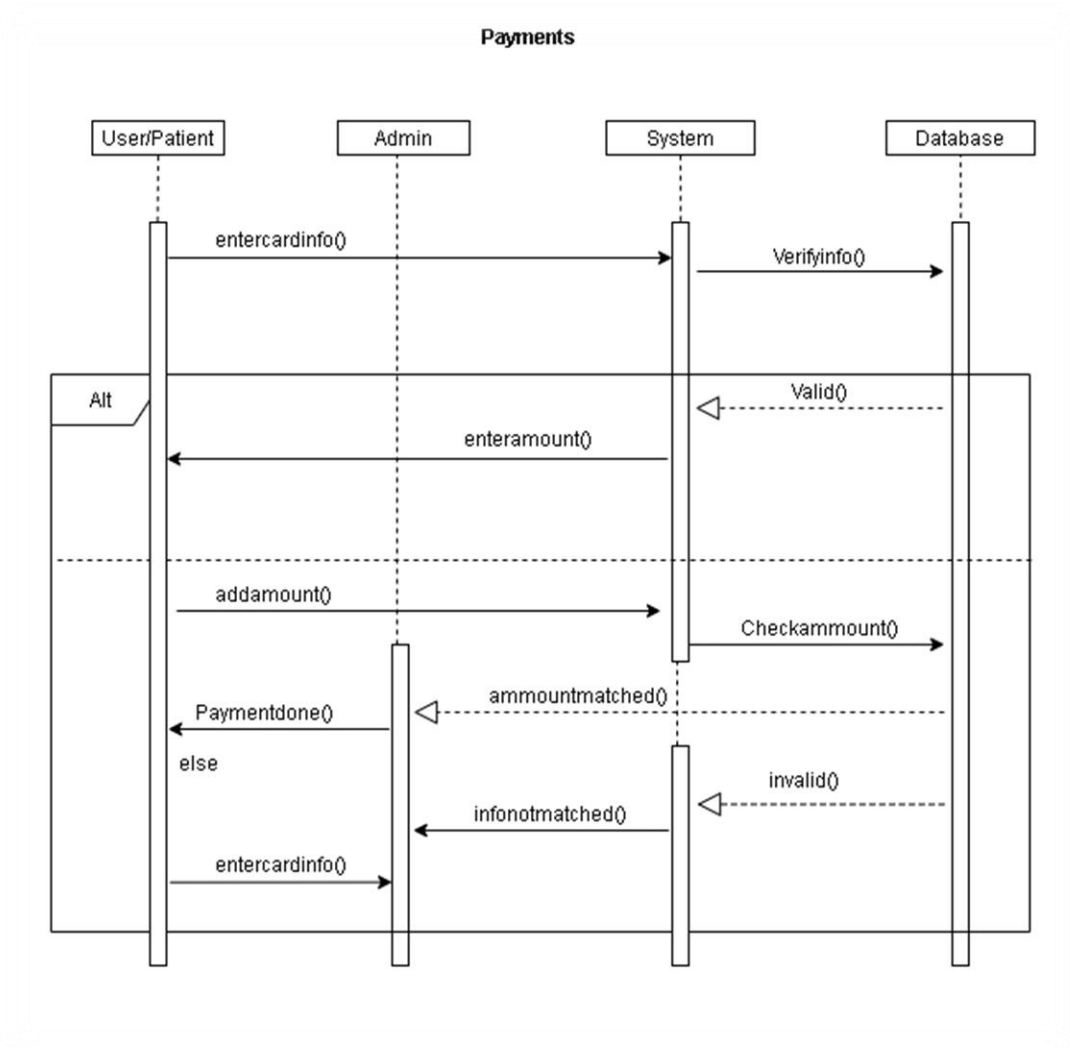 Payments
User/Patient
Admin
System
Database
entercardinfo()
Verifyinfo()
Alt
Valid()
enteramount()
addamount()
Checkammount()
ammountmatched()
Paymentdone()
else
invalid()
infonotmatched()
entercardinfo()